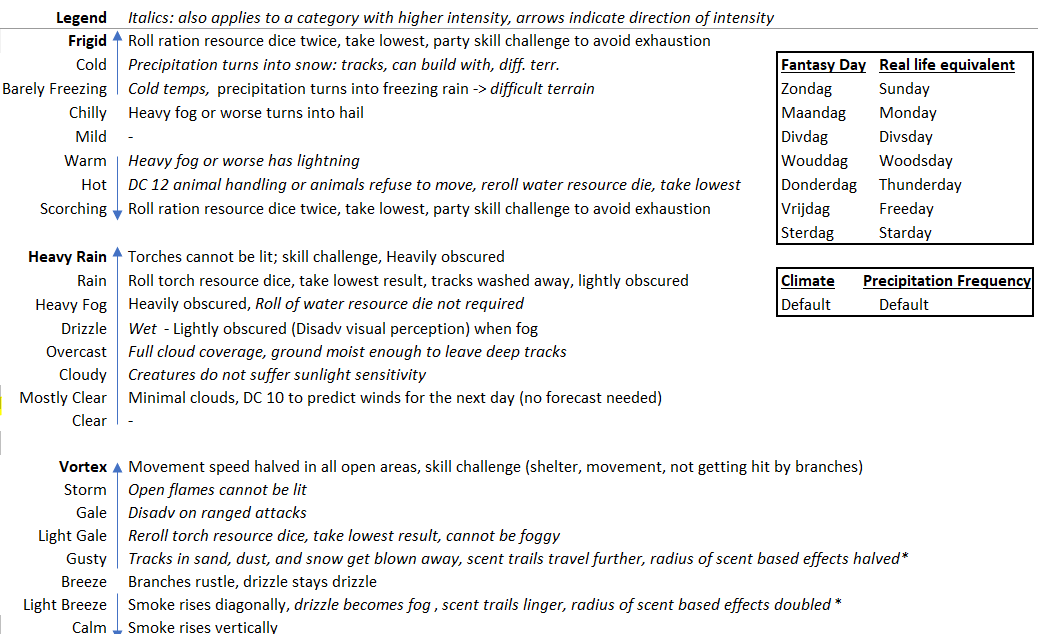 Legend Italics: also applies to a category with higher intensity, arrows indicate direction of intensity
Frigid Roll ration resource dice twice, take lowest, party skill challenge to avoid exhaustion
Cold Precipitation turns into snow: tracks, can build with, diff. terr.
Barely Freezing Cold temps, precipitation turns into freezing rain -> difficult terrain
Chilly Heavy fog or worse turns into hail
Mild -
Warm Heavy fog or worse has lightning
Hot DC 12 animal handling or animals refuse to move, reroll water resource die, take lowest
Scorching Roll ration resource dice twice, take lowest, party skill challenge to avoid exhaustion
Heavy Rain Torches cannot be lit; skill challenge, Heavily obscured
Rain Roll torch resource dice, take lowest result, tracks washed away, lightly obscured
Heavy Fog Heavily obscured, Roll of water resource die not required
Drizzle Wet - Lightly obscured (Disadv visual perception) when fog
Overcast Full cloud coverage, ground moist enough to leave deep tracks
Cloudy Creatures do not suffer sunlight sensitivity
Mostly Clear Minimal clouds, DC 10 to predict winds for the next day (no forecast needed)
Clear -
Vortex Movement speed halved in all open areas, skill challenge (shelter, movement, not getting hit by branches)
Storm Open flames cannot be lit
Gale Disadv on ranged attacks
Light Gale Reroll torch resource dice, take lowest result, cannot be foggy
Gusty Tracks in sand, dust, and snow get blown away, scent trails travel further, radius of scent based effects halved*
Breeze Branches rustle, drizzle stays drizzle
Light Breeze Smoke rises diagonally, drizzle becomes fog , scent trails linger, radius of scent based effects doubled *
Calm Smoke rises vertically
Fantasy Day Real life equivalent
Zondag Sunday
Maandag Monday
Divdag Divsday
Wouddag Woodsday
Donderdag Thunderday
Vrijdag Freeday
Sterdag Starday
Climate Precipitation Frequency
Default Default